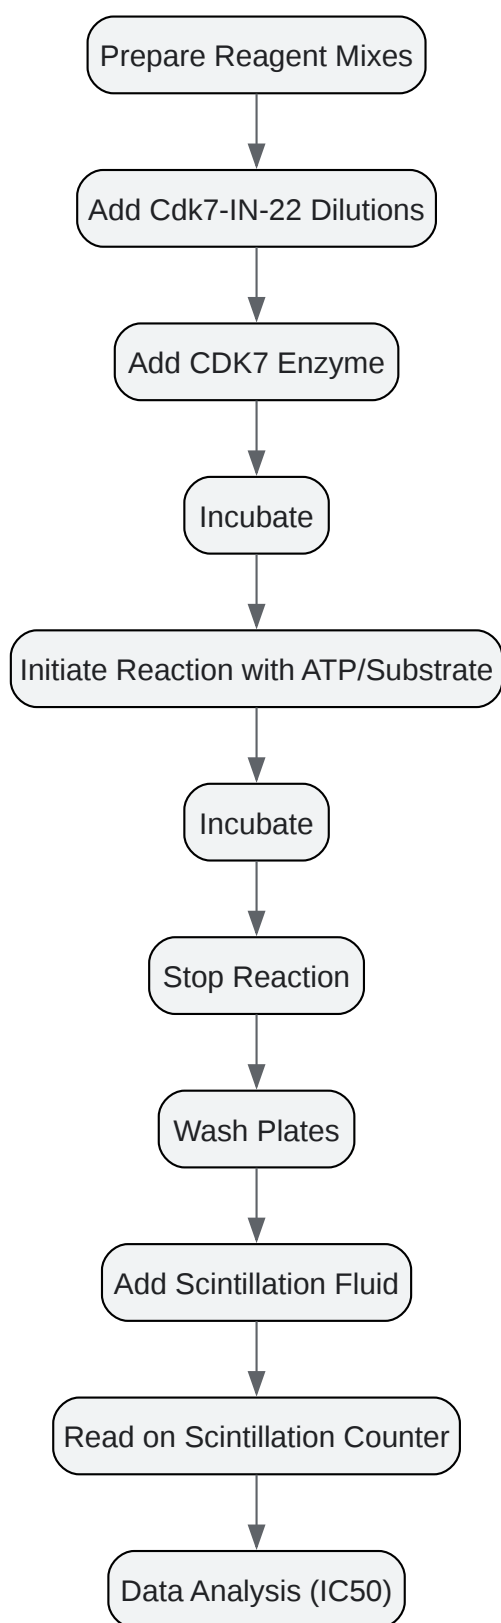 Prepare Reagent Mixes
Add Cdk7-IN-22 Dilutions
Add CDK7 Enzyme
Incubate
Initiate Reaction with ATP/Substrate
Incubate
Stop Reaction
Wash Plates
Add Scintillation Fluid
Read on Scintillation Counter
Data Analysis (IC50)